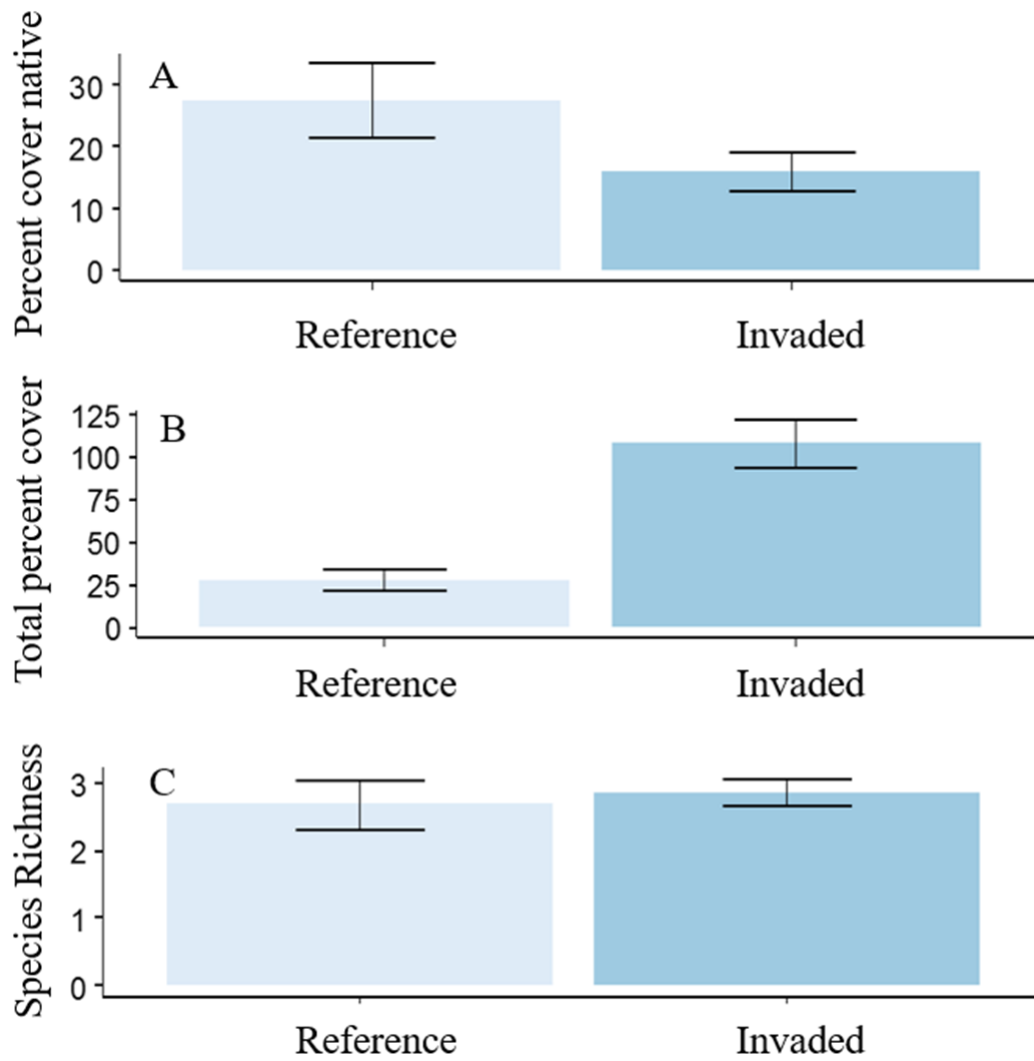 Percent cover native
A
30
20
10
0
Reference Invaded
Total percent cover
B
125
100
75
50
25
0
Reference Invaded
Species Richness
C
3
2
1
0
Reference Invaded